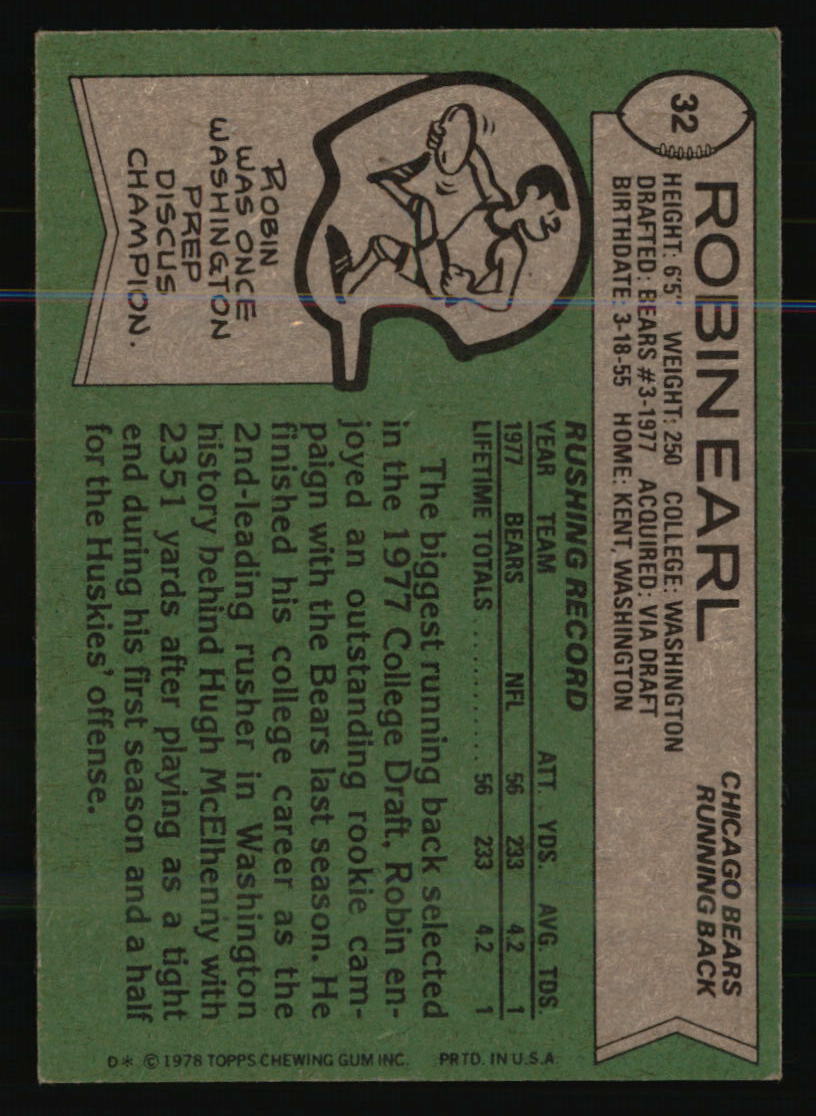 32
ROBIN EARL
CHICAGO BEARS
RUNNING BACK
HEIGHT: 6'5" WEIGHT: 250 COLLEGE: WASHINGTON
DRAFTED: BEARS #3-1977 ACQUIRED: VIA DRAFT
BIRTHDATE: 3-18-55 HOME: KENT, WASHINGTON
ROBIN
WAS ONCE
WASHINGTON
PREP
DISCUS
CHAMPION.
RUSHING RECORD
YEAR TEAM ATT. YDS. AVG. TDS.
1977 BEARS NFL 56 233 4.2 1
LIFETIME TOTALS . . . . . . . . . . . 56 233 4.2 1
The biggest running back selected
in the 1977 College Draft, Robin en-
joyed an outstanding rookie cam-
paign with the Bears last season. He
finished his college career as the
2nd-leading rusher in Washington
history behind Hugh McElhenny with
2351 yards after playing as a tight
end during his first season and a half
for the Huskies' offense.
D* © 1978 TOPPS CHEWING GUM INC. PRTD. IN U.S.A.